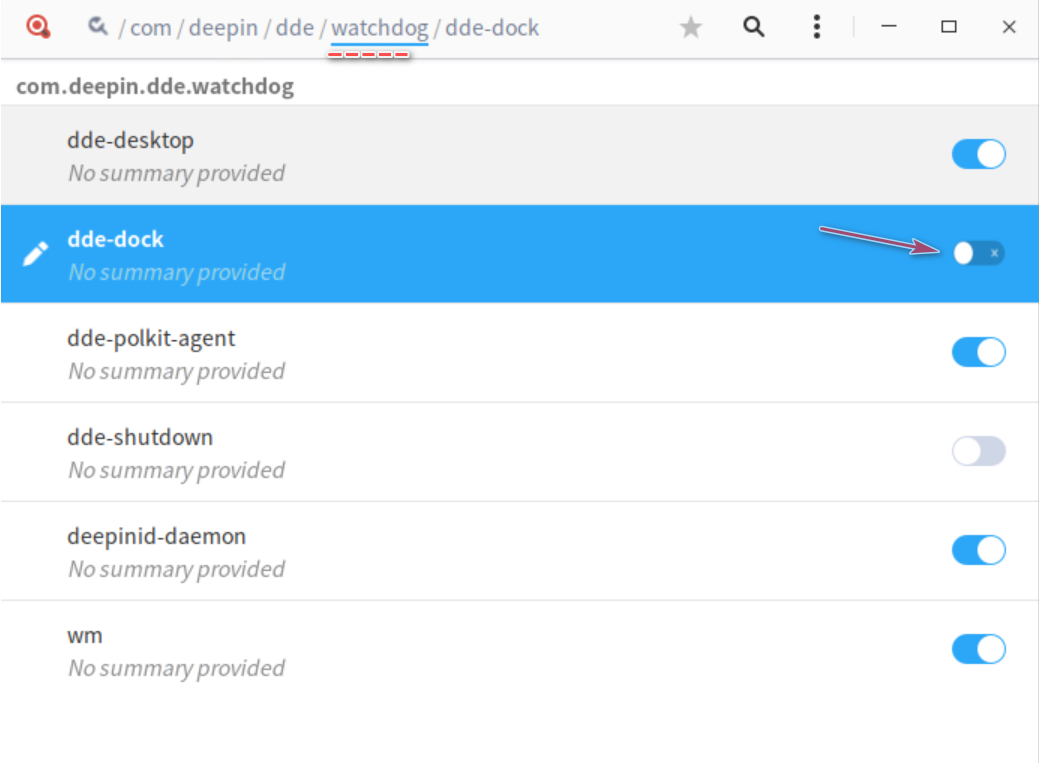 / com / deepin / dde / watchdog / dde-dock
com.deepin.dde.watchdog
dde-desktop
No summary provided
dde-dock
No summary provided
dde-polkit-agent
No summary provided
dde-shutdown
No summary provided
deepinid-daemon
No summary provided
wm
No summary provided